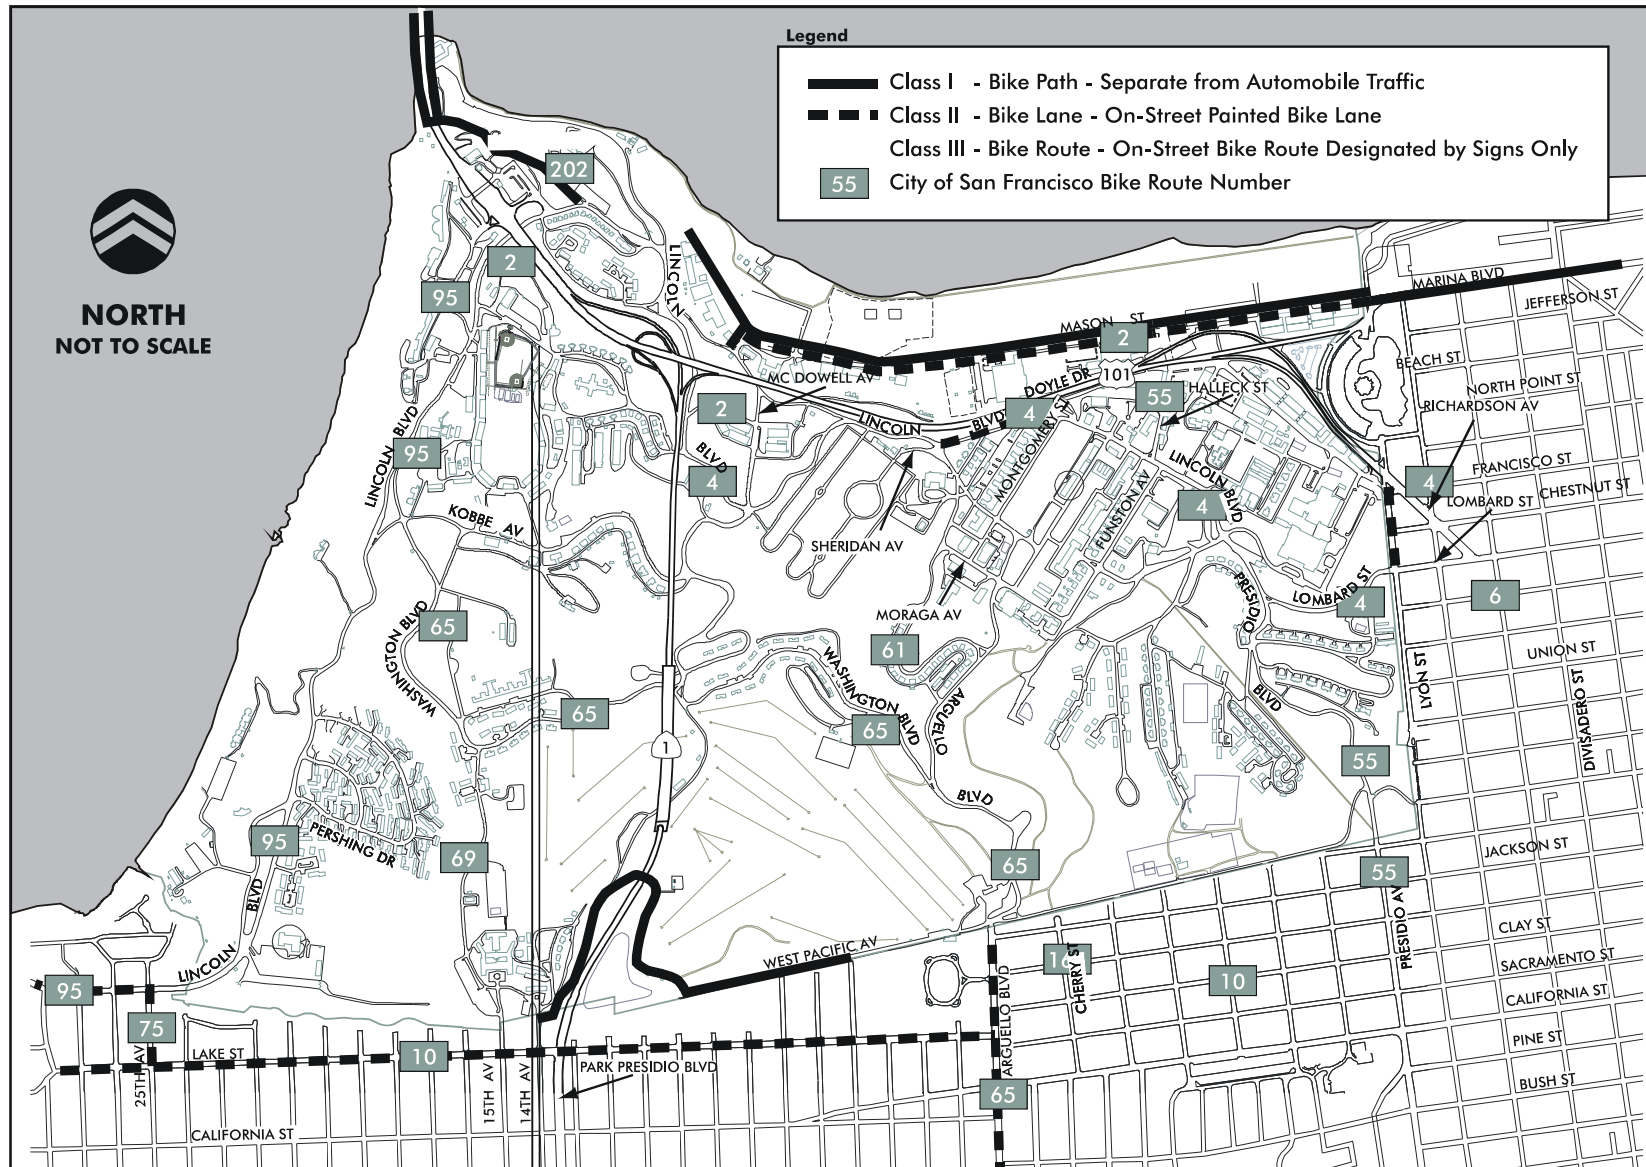 Legend
Class I - Bike Path - Separate from Automobile Traffic
Class II - Bike Lane - On-Street Painted Bike Lane
Class III - Bike Route - On-Street Bike Route Designated by Signs Only
55 City of San Francisco Bike Route Number
NORTH
NOT TO SCALE
202
LINCOLN
2
95
MARINA BLVD
JEFFERSON ST
MASON ST
2
BEACH ST
101
DOYLE DR
MC DOWELL AV
HALLECK ST
55
NORTH POINT ST
RICHARDSON AV
2
4
LINCOLN BLVD
MONTGOMERY ST
LINCOLN BLVD
95
BLVD
4
FRANCISCO ST
CHESTNUT ST
4
LOMBARD ST
LINCOLN BLVD
FUNSTON AV
4
KOBBE AV
SHERIDAN AV
MORAGA AV
PRESIDIO
BLVD
LOMBARD ST
4
6
WASHINGTON BLVD
65
61
UNION ST
LYON ST
DIVISADERO ST
WASHINGTON BLVD
ARGUELLO
BLVD
65
65
1
55
95
PERSHING DR
69
65
55
JACKSON ST
BLVD
LINCOLN
WEST PACIFIC AV
PRESIDIO AV
CLAY ST
SACRAMENTO ST
CALIFORNIA ST
16
CHERRY ST
10
ARGUELLO BLVD
95
75
25TH AV
LAKE ST
10
15TH AV
14TH AV
PARK PRESIDIO BLVD
65
PINE ST
BUSH ST
CALIFORNIA ST